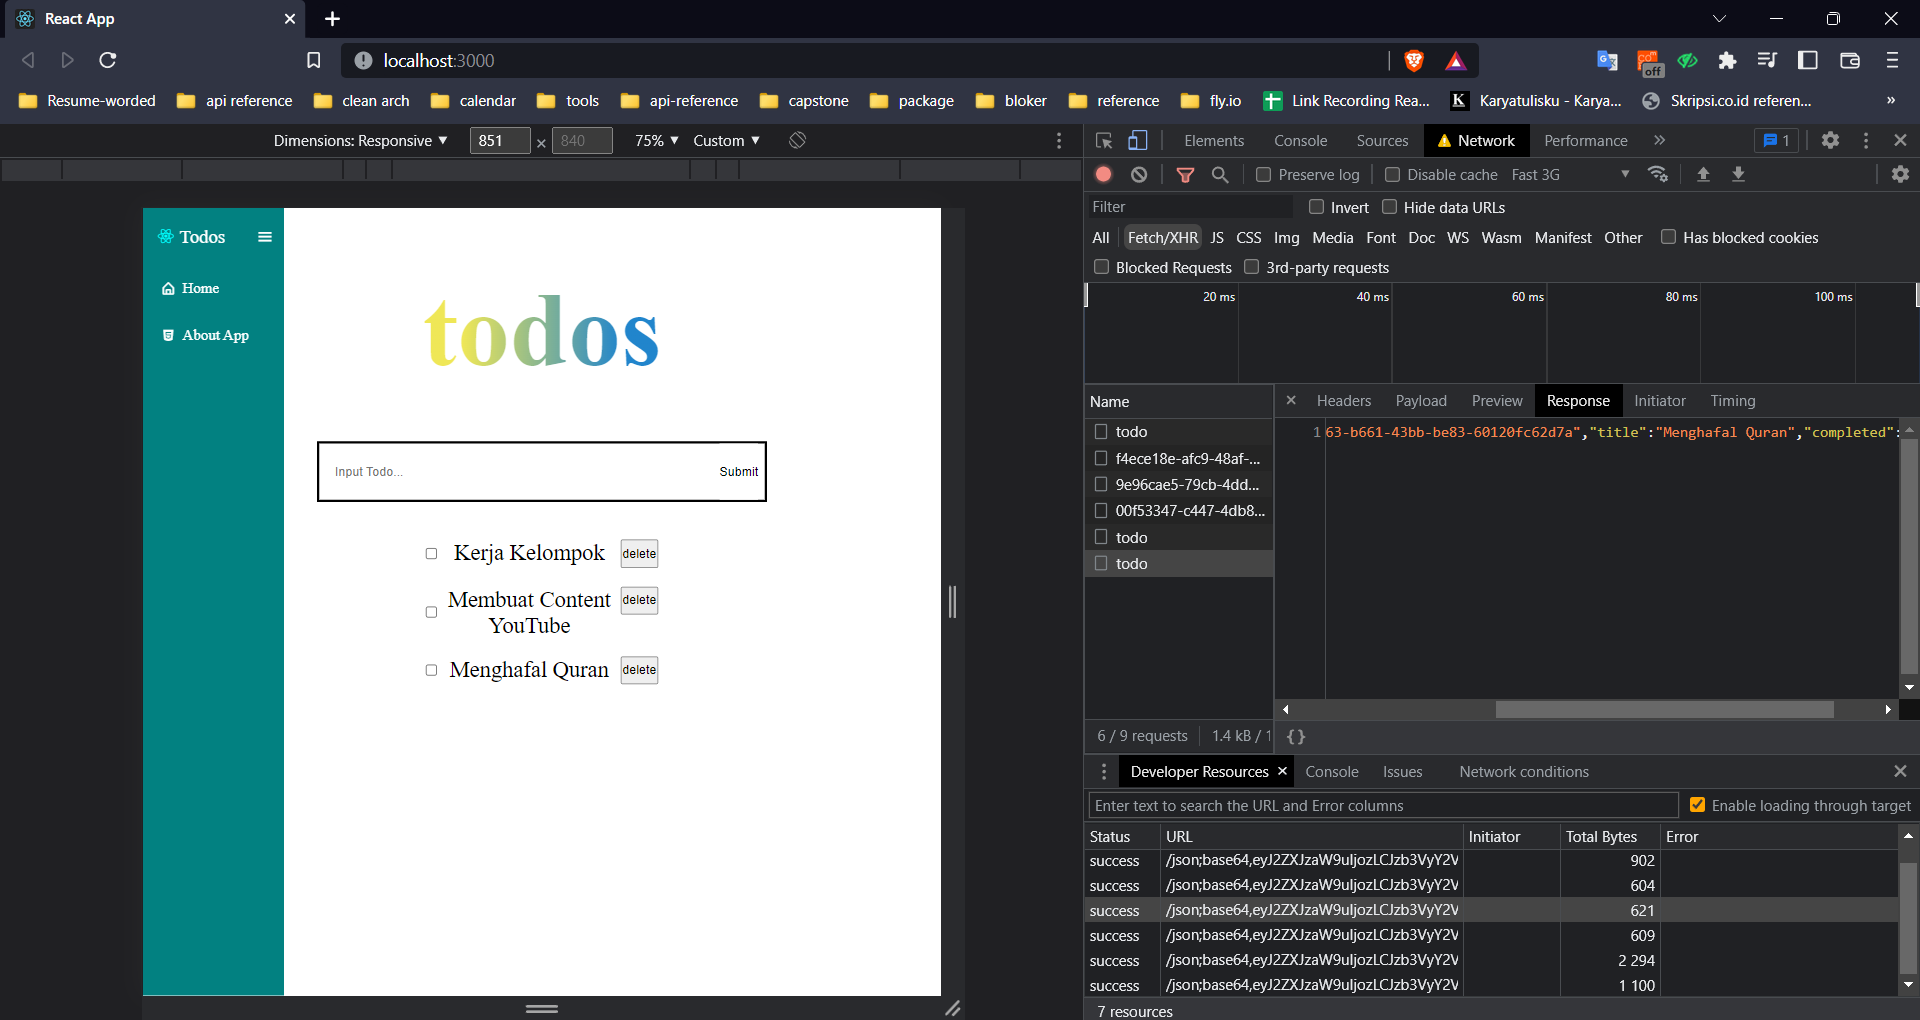 React App
localhost:3000
Resume-worded api reference clean arch calendar tools api-reference capstone package bloker reference fly.io Link Recording Rea... Karyatulisku - Karya... Skripsi.co.id referen... »
off
Dimensions: Responsive ▼ 851 × 840 75% ▼ Custom ▼
Elements Console Sources Network Performance » 1
Preserve log Disable cache Fast 3G ▼
Filter Invert Hide data URLs
All Fetch/XHR JS CSS Img Media Font Doc WS Wasm Manifest Other Has blocked cookies
Blocked Requests 3rd-party requests
20 ms 40 ms 60 ms 80 ms 100 ms
Todos
Home
About App
todos
Input Todo... Submit
Kerja Kelompok delete
Membuat Content delete
YouTube
Menghafal Quran delete
Name
todo
f4ece18e-afc9-48af-...
9e96cae5-79cb-4dd...
00f53347-c447-4db8...
todo
todo
6 / 9 requests 1.4 kB / 1
× Headers Payload Preview Response Initiator Timing
1 63-b661-43bb-be83-60120fc62d7a","title":"Menghafal Quran","completed":
{}
Developer Resources × Console Issues Network conditions
Enter text to search the URL and Error columns Enable loading through target
Status URL Initiator Total Bytes Error
success /json;base64,eyJ2ZXJzaW9uIjozLCJzb3VyY2V 902
success /json;base64,eyJ2ZXJzaW9uIjozLCJzb3VyY2V 604
success /json;base64,eyJ2ZXJzaW9uIjozLCJzb3VyY2V 621
success /json;base64,eyJ2ZXJzaW9uIjozLCJzb3VyY2V 609
success /json;base64,eyJ2ZXJzaW9uIjozLCJzb3VyY2V 2 294
success /json;base64,eyJ2ZXJzaW9uIjozLCJzb3VyY2V 1 100
7 resources